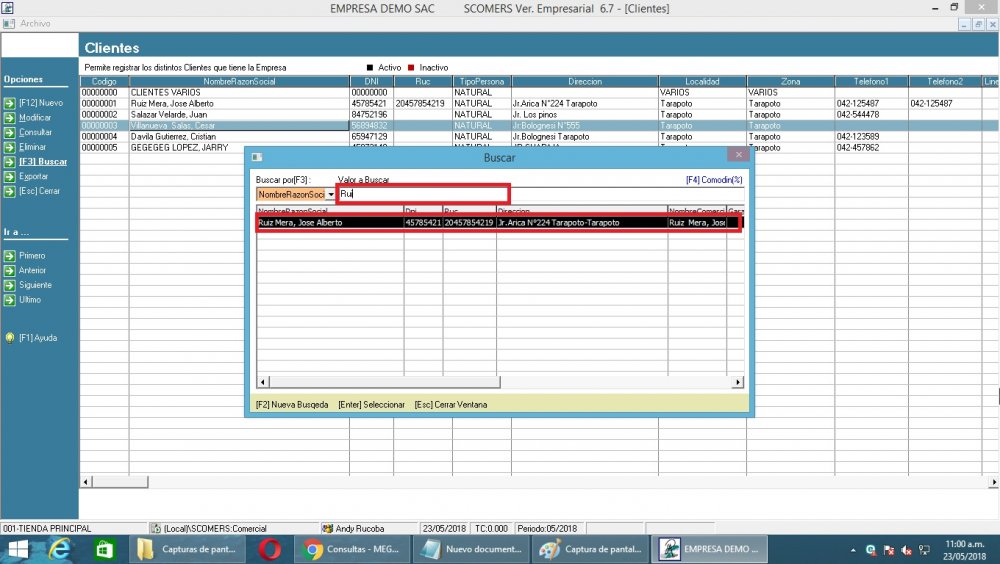 EMPRESA DEMO SAC SCOMERS Ver. Empresarial 6.7 - [Clientes]
Archivo
Clientes
Permite registrar los distintos Clientes que tiene la Empresa Activo Inactivo
Opciones
[F12] Nuevo
Modificar
Consultar
Eliminar
[F3] Buscar
Exportar
[Esc] Cerrar
Ir a ...
Primero
Anterior
Siguiente
Ultimo
[F1] Ayuda
Codigo NombreRazonSocial DNI Ruc TipoPersona Direccion Localidad Zona Telefono1 Telefono2 Line
00000000 CLIENTES VARIOS 00000000 NATURAL VARIOS VARIOS
00000001 Ruiz Mera, Jose Alberto 45785421 20457854219 NATURAL Jr.Arica N°224 Tarapoto Tarapoto Tarapoto 042-125487 042-125487
00000002 Salazar Velarde, Juan 84752196 NATURAL Jr. Los pinos Tarapoto Tarapoto 042-544478
00000003 Villanueva Salas, Cesar 56894832 NATURAL Jr.Bolognesi N°555 Tarapoto Tarapoto
00000004 Davila Gutierrez, Cristian 65947129 NATURAL Jr.Bolognesi Tarapoto Tarapoto Tarapoto 042-123589
00000005 GEGEGEG LOPEZ, JARRY NATURAL Tarapoto Tarapoto 042-457862
Buscar
Buscar por[F3] : Valor a Buscar [F4] Comodin(%)
NombreRazonSoci Rui
NombreRazonSocial Dni Ruc Direccion NombreComerci
Ruiz Mera, Jose Alberto 45785421 20457854219 Jr.Arica N°224 Tarapoto-Tarapoto Ruiz Mera, Jose
[F2] Nueva Busqeda [Enter] Seleccionar [Esc] Cerrar Ventana
001-TIENDA PRINCIPAL (Local)\SCOMERS:Comercial Andy Rucoba 23/05/2018 TC:0.000 Periodo:05/2018
Capturas de pant... Consultas - MEG... Nuevo document... Captura de pantal... EMPRESA DEMO ...
11:00 a.m.
23/05/2018